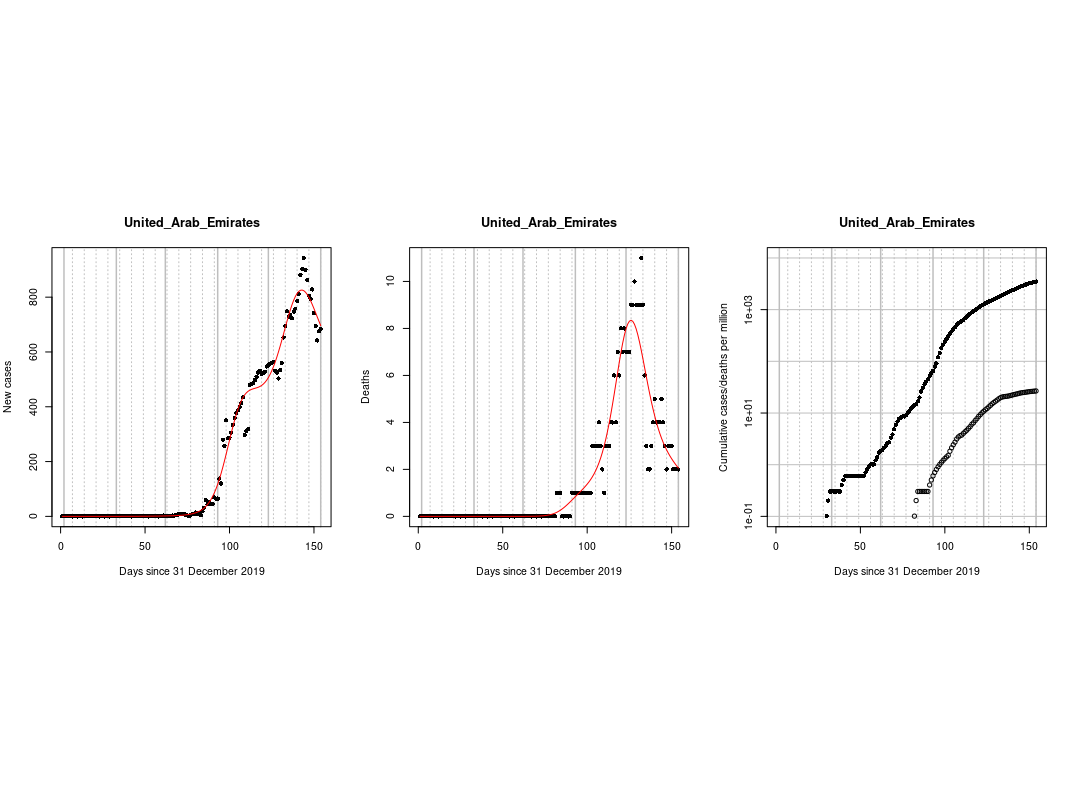 United_Arab_Emirates
New cases
800
600
400
200
0
0 50 100 150
Days since 31 December 2019
United_Arab_Emirates
Deaths
10
8
6
4
2
0
0 50 100 150
Days since 31 December 2019
United_Arab_Emirates
Cumulative cases/deaths per million
1e+03
1e+01
1e-01
0 50 100 150
Days since 31 December 2019